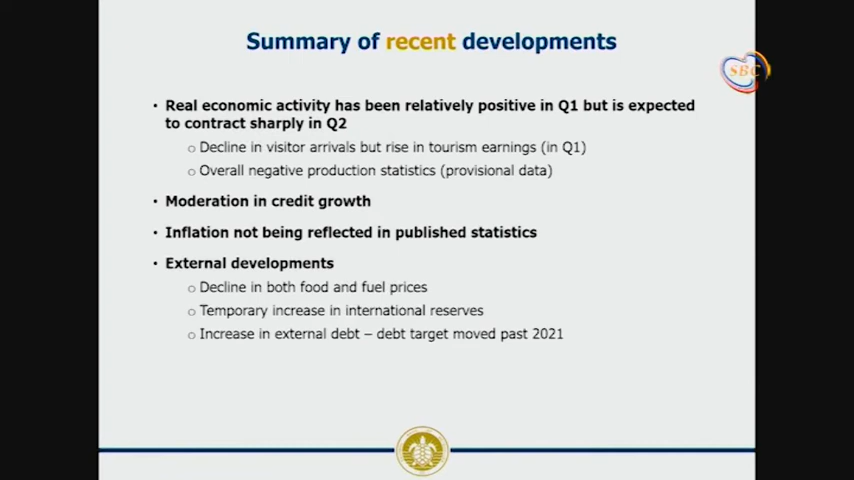 Summary of recent developments
SBC
• Real economic activity has been relatively positive in Q1 but is expected
to contract sharply in Q2
o Decline in visitor arrivals but rise in tourism earnings (in Q1)
o Overall negative production statistics (provisional data)
• Moderation in credit growth
• Inflation not being reflected in published statistics
• External developments
o Decline in both food and fuel prices
o Temporary increase in international reserves
o Increase in external debt – debt target moved past 2021